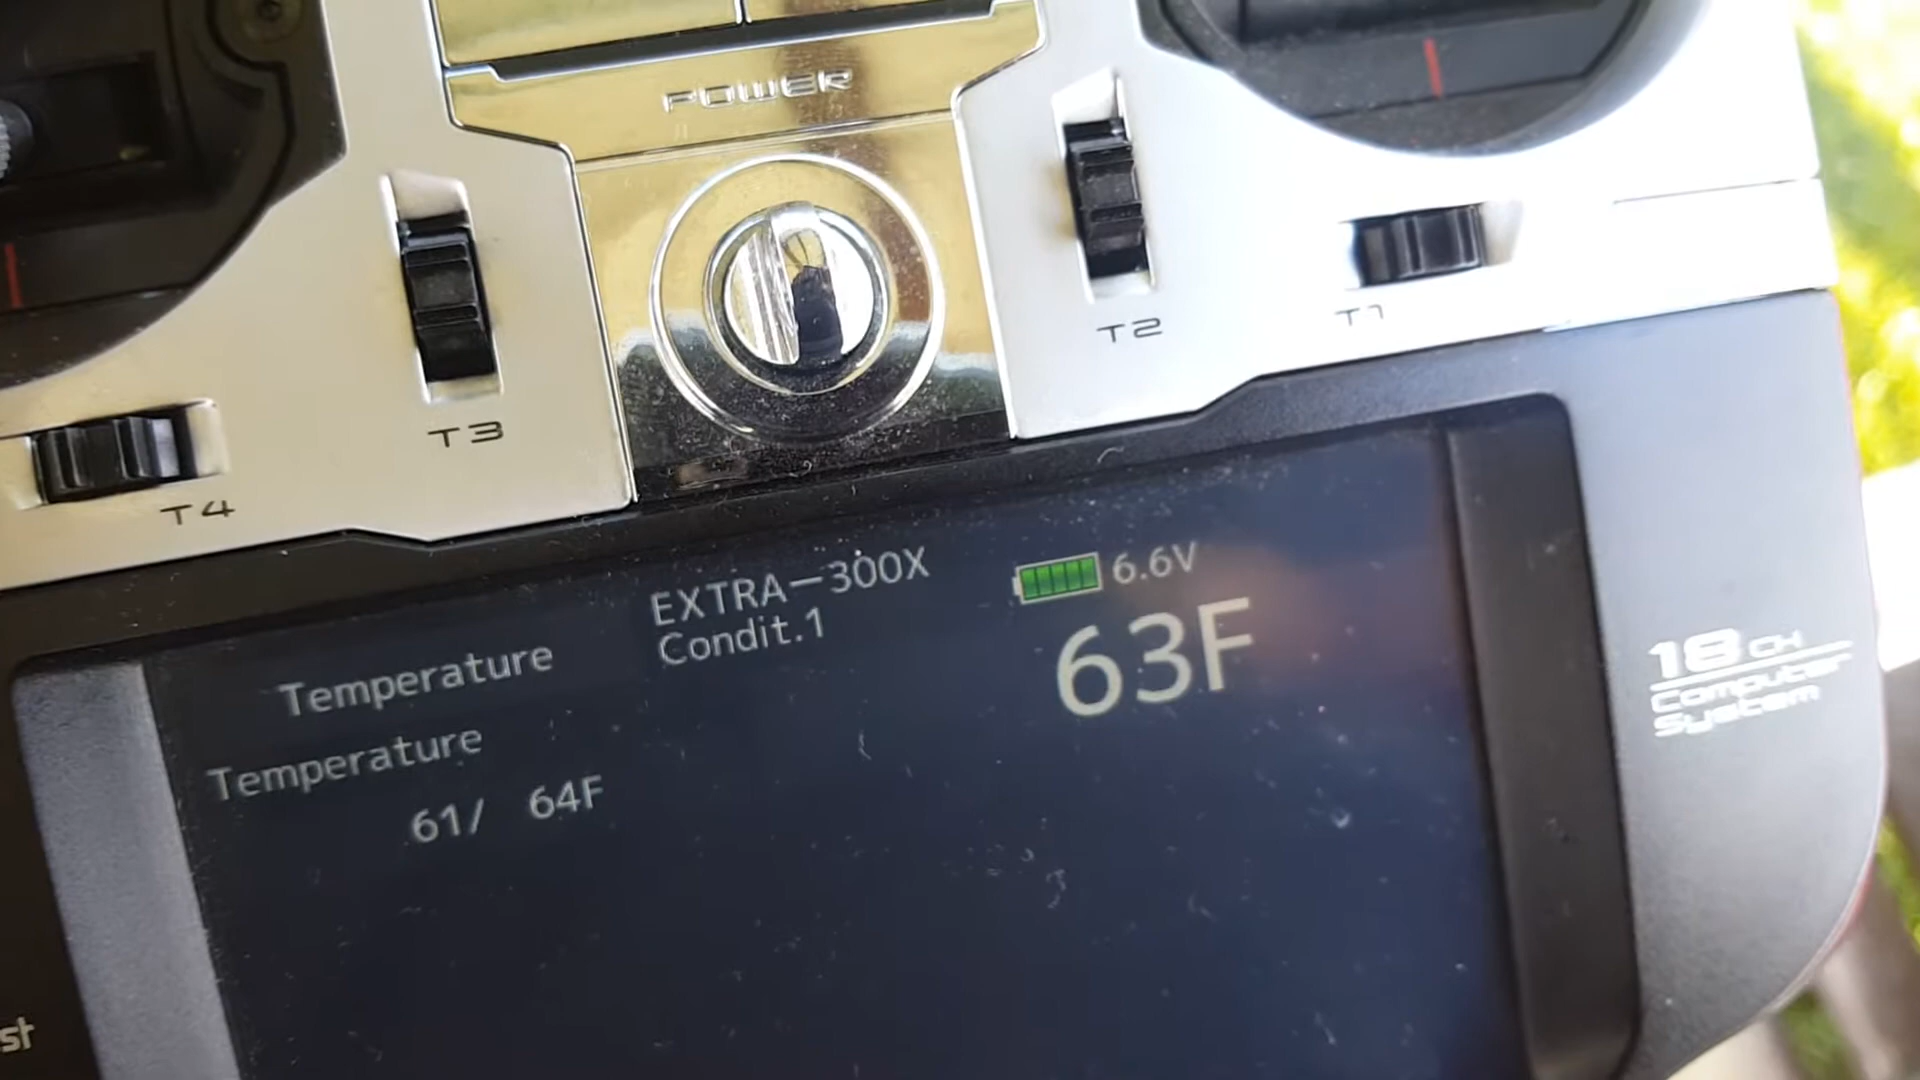 POWER
T2
T1
T3
T4
EXTRA-300X
6.6V
Condit.1
63F
Temperature
Temperature
61/ 64F
18CH
Computer
System
st